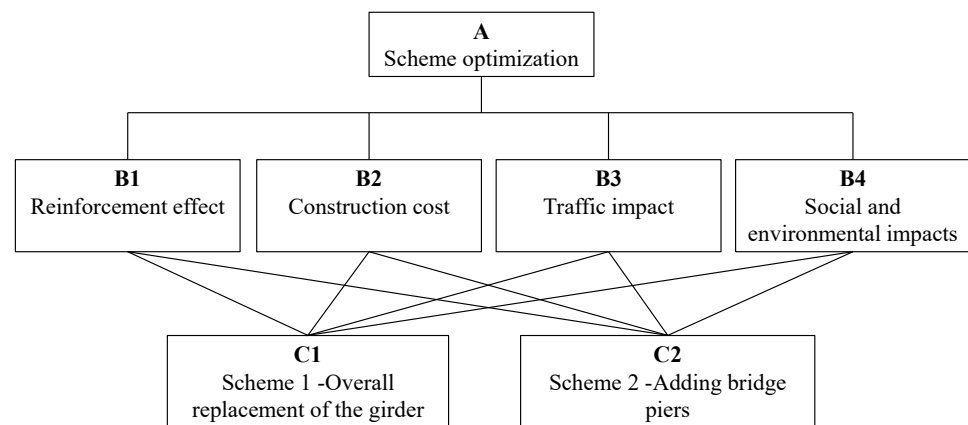 A
Scheme optimization
B1
Reinforcement effect
B2
Construction cost
B3
Traffic impact
B4
Social and
environmental impacts
C1
Scheme 1 -Overall
replacement of the girder
C2
Scheme 2 -Adding bridge
piers